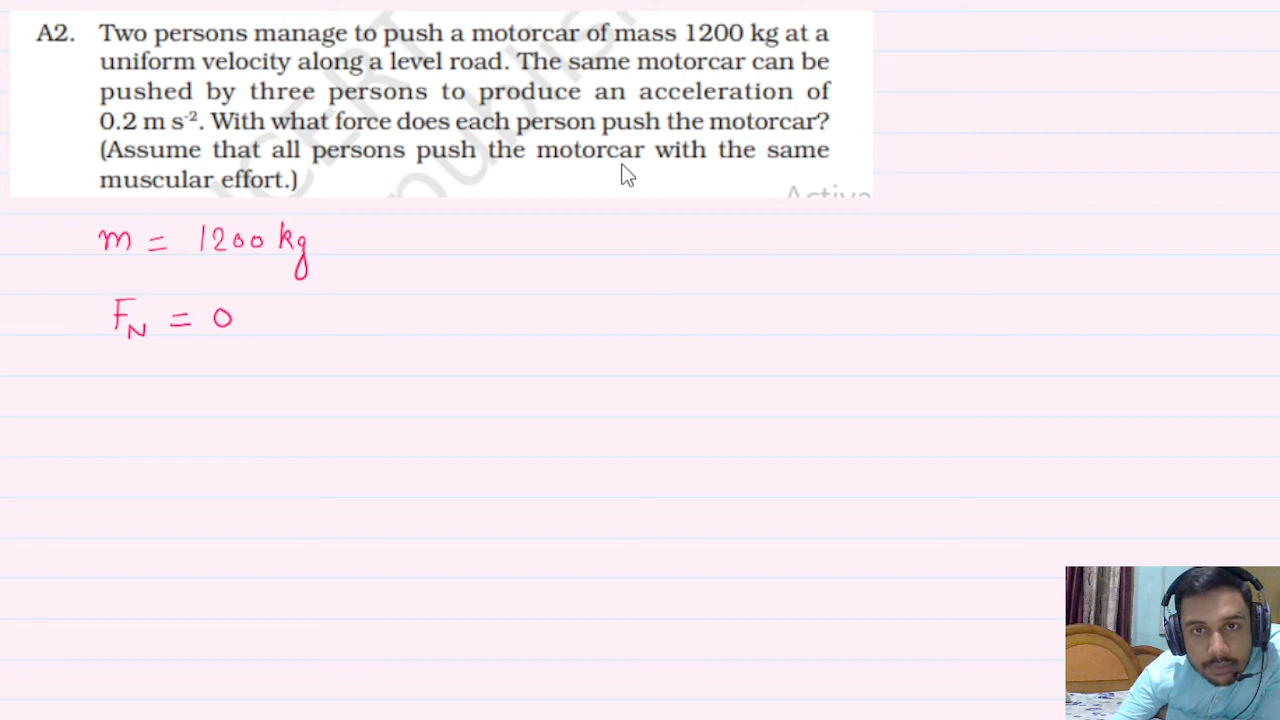 A2. Two persons manage to push a motorcar of mass 1200 kg at a
uniform velocity along a level road. The same motorcar can be
pushed by three persons to produce an acceleration of
0.2 m s⁻². With what force does each person push the motorcar?
(Assume that all persons push the motorcar with the same
muscular effort.)
m = 1200 kg
F_N = 0